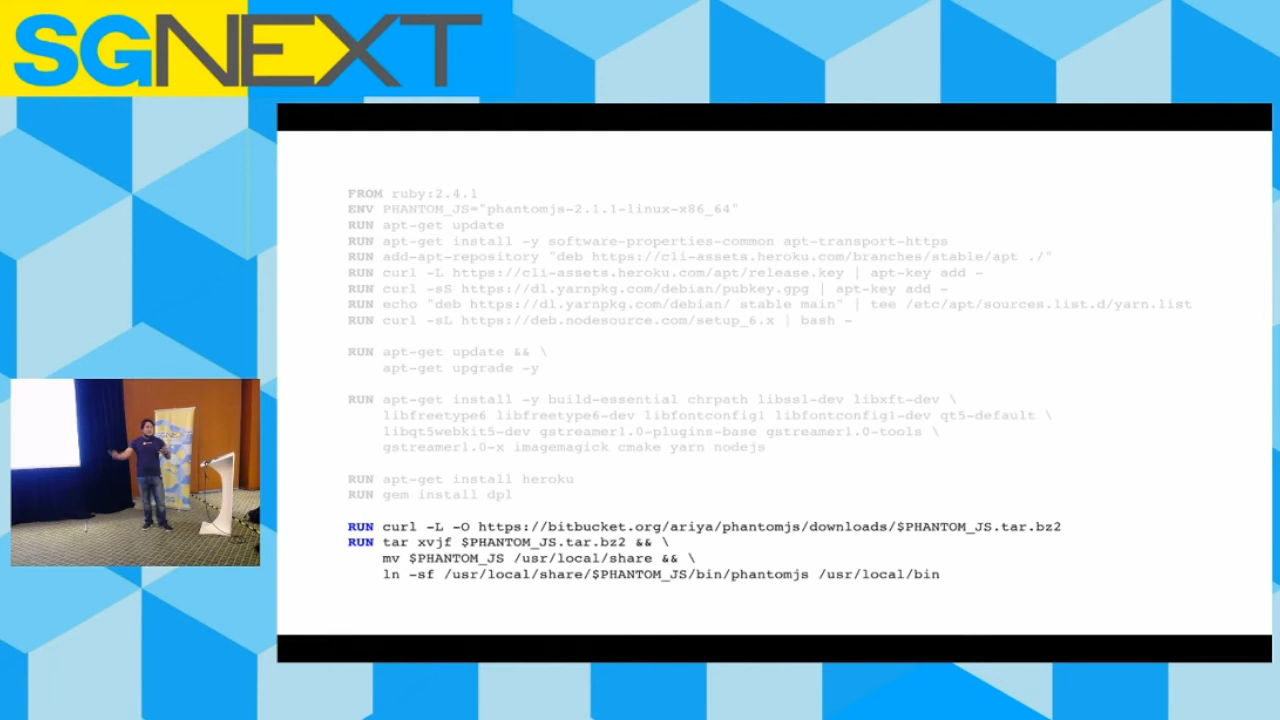 SGNEXT
FROM ruby:2.4.1
ENV PHANTOM_JS="phantomjs-2.1.1-linux-x86_64"
RUN apt-get update
RUN apt-get install -y software-properties-common apt-transport-https
RUN add-apt-repository "deb https://cli-assets.heroku.com/branches/stable/apt ./"
RUN curl -L https://cli-assets.heroku.com/apt/release.key | apt-key add -
RUN curl -sS https://dl.yarnpkg.com/debian/pubkey.gpg | apt-key add -
RUN echo "deb https://dl.yarnpkg.com/debian/ stable main" | tee /etc/apt/sources.list.d/yarn.list
RUN curl -sL https://deb.nodesource.com/setup_6.x | bash -
RUN apt-get update && \
apt-get upgrade -y
RUN apt-get install -y build-essential chrpath libssl-dev libxft-dev \
libfreetype6 libfreetype6-dev libfontconfig1 libfontconfig1-dev qt5-default \
libqt5webkit5-dev gstreamer1.0-plugins-base gstreamer1.0-tools \
gstreamer1.0-x imagemagick cmake yarn nodejs
RUN apt-get install heroku
RUN gem install dpl
RUN curl -L -O https://bitbucket.org/ariya/phantomjs/downloads/$PHANTOM_JS.tar.bz2
RUN tar xvjf $PHANTOM_JS.tar.bz2 && \
mv $PHANTOM_JS /usr/local/share && \
ln -sf /usr/local/share/$PHANTOM_JS/bin/phantomjs /usr/local/bin